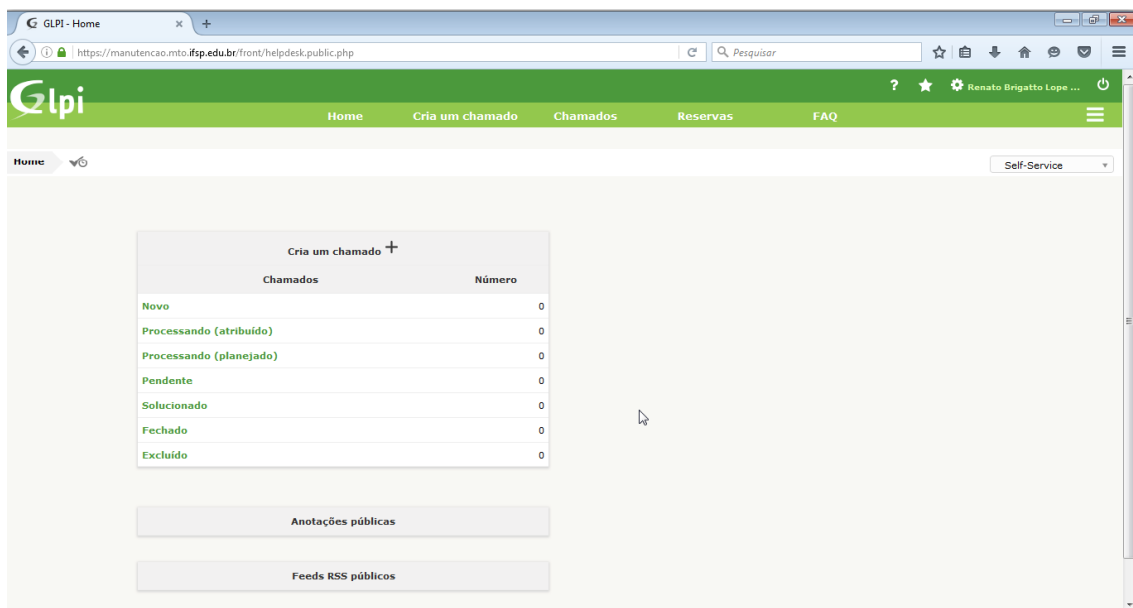 GLPI - Home
https://manutencao.mto.ifsp.edu.br/front/helpdesk.public.php
Pesquisar
Glpi
? Renato Brigatto Lope ...
Home Cria um chamado Chamados Reservas FAQ
Home
Self-Service
Cria um chamado +
Chamados Número
Novo 0
Processando (atribuído) 0
Processando (planejado) 0
Pendente 0
Solucionado 0
Fechado 0
Excluído 0
Anotações públicas
Feeds RSS públicos